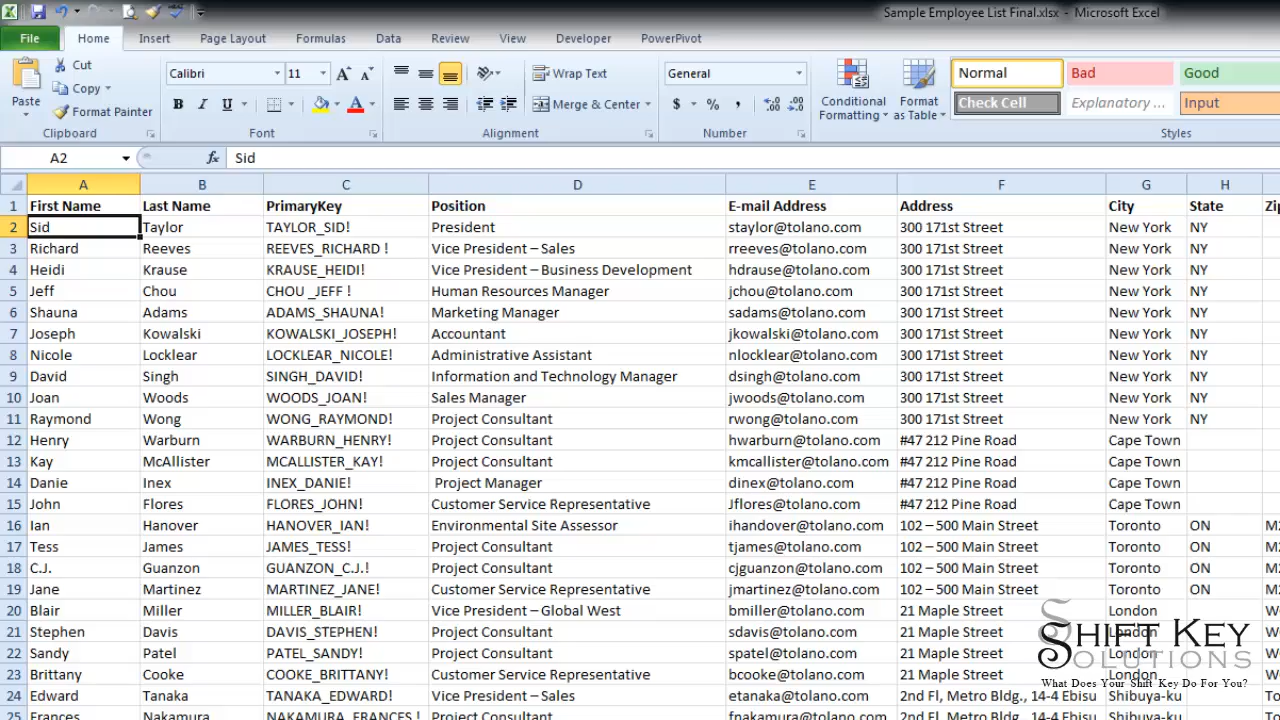 Sample Employee List Final.xlsx - Microsoft Excel
File Home Insert Page Layout Formulas Data Review View Developer PowerPivot
Cut
Copy
Format Painter
Paste
Calibri 11
B I U
Wrap Text
Merge & Center
General
$ % ,
Conditional Formatting
Format as Table
Normal Bad Good
Check Cell Explanatory ... Input
Clipboard Font Alignment Number Styles
A2 fx Sid
A B C D E F G H
1 First Name Last Name PrimaryKey Position E-mail Address Address City State Zi
2 Sid Taylor TAYLOR_SID! President staylor@tolano.com 300 171st Street New York NY
3 Richard Reeves REEVES_RICHARD ! Vice President – Sales rreeves@tolano.com 300 171st Street New York NY
4 Heidi Krause KRAUSE_HEIDI! Vice President – Business Development hdrause@tolano.com 300 171st Street New York NY
5 Jeff Chou CHOU _JEFF ! Human Resources Manager jchou@tolano.com 300 171st Street New York NY
6 Shauna Adams ADAMS_SHAUNA! Marketing Manager sadams@tolano.com 300 171st Street New York NY
7 Joseph Kowalski KOWALSKI_JOSEPH! Accountant jkowalski@tolano.com 300 171st Street New York NY
8 Nicole Locklear LOCKLEAR_NICOLE! Administrative Assistant nlocklear@tolano.com 300 171st Street New York NY
9 David Singh SINGH_DAVID! Information and Technology Manager dsingh@tolano.com 300 171st Street New York NY
10 Joan Woods WOODS_JOAN! Sales Manager jwoods@tolano.com 300 171st Street New York NY
11 Raymond Wong WONG_RAYMOND! Project Consultant rwong@tolano.com 300 171st Street New York NY
12 Henry Warburn WARBURN_HENRY! Project Consultant hwarburn@tolano.com #47 212 Pine Road Cape Town
13 Kay McAllister MCALLISTER_KAY! Project Consultant kmcallister@tolano.com #47 212 Pine Road Cape Town
14 Danie Inex INEX_DANIE! Project Manager dinex@tolano.com #47 212 Pine Road Cape Town
15 John Flores FLORES_JOHN! Customer Service Representative Jflores@tolano.com #47 212 Pine Road Cape Town
16 Ian Hanover HANOVER_IAN! Environmental Site Assessor ihandover@tolano.com 102 – 500 Main Street Toronto ON M2
17 Tess James JAMES_TESS! Project Consultant tjames@tolano.com 102 – 500 Main Street Toronto ON M2
18 C.J. Guanzon GUANZON_C.J.! Project Consultant cjguanzon@tolano.com 102 – 500 Main Street Toronto ON M2
19 Jane Martinez MARTINEZ_JANE! Customer Service Representative jmartinez@tolano.com 102 – 500 Main Street Toronto ON M2
20 Blair Miller MILLER_BLAIR! Vice President – Global West bmiller@tolano.com 21 Maple Street London
21 Stephen Davis DAVIS_STEPHEN! Project Consultant sdavis@tolano.com 21 Maple Street London
22 Sandy Patel PATEL_SANDY! Project Consultant spatel@tolano.com 21 Maple Street London
23 Brittany Cooke COOKE_BRITTANY! Project Consultant bcooke@tolano.com 21 Maple Street London
24 Edward Tanaka TANAKA_EDWARD! Vice President – Sales etanaka@tolano.com 2nd Fl, Metro Bldg., 14-4 Ebisu Shibuya-ku
25 Frances Nakamura NAKAMURA_FRANCES ! Project Consultant fnakamura@tolano.com 2nd Fl, Metro Bldg., 14-4 Ebisu Shibuya-ku
SHIFT KEY
SOLUTIONS
What Does Your Shift Key Do For You?